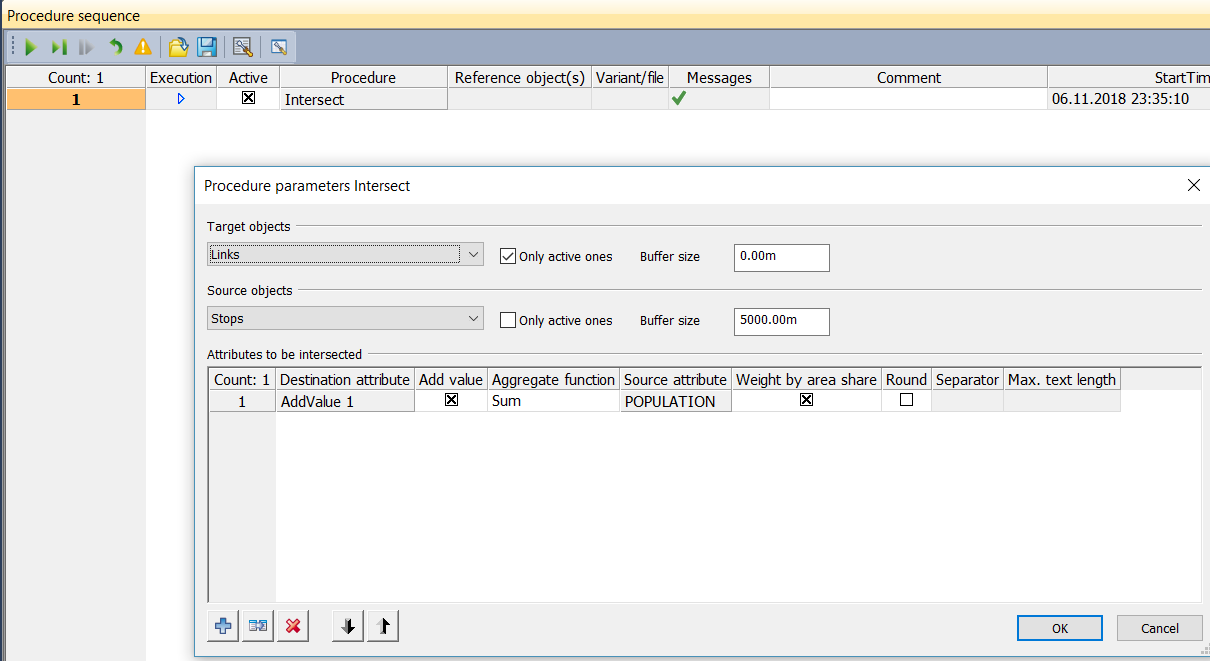 Procedure sequence
Count: 1 Execution Active Procedure Reference object(s) Variant/file Messages Comment StartTim
1 Intersect 06.11.2018 23:35:10
Procedure parameters Intersect
Target objects
Links Only active ones Buffer size 0.00m
Source objects
Stops Only active ones Buffer size 5000.00m
Attributes to be intersected
Count: 1 Destination attribute Add value Aggregate function Source attribute Weight by area share Round Separator Max. text length
1 AddValue 1 Sum POPULATION
OK Cancel